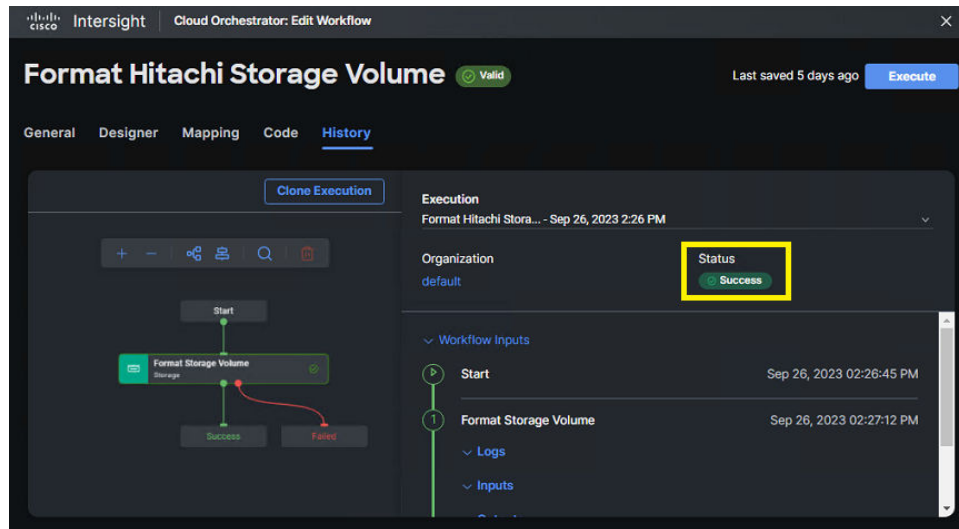 cisco Intersight Cloud Orchestrator: Edit Workflow
Format Hitachi Storage Volume Valid
Last saved 5 days ago Execute
General Designer Mapping Code History
Clone Execution
Start
Format Storage Volume
Storage
Success Failed
Execution
Format Hitachi Stora... - Sep 26, 2023 2:26 PM
Organization
default
Status
Success
Workflow Inputs
Start Sep 26, 2023 02:26:45 PM
1 Format Storage Volume Sep 26, 2023 02:27:12 PM
Logs
Inputs